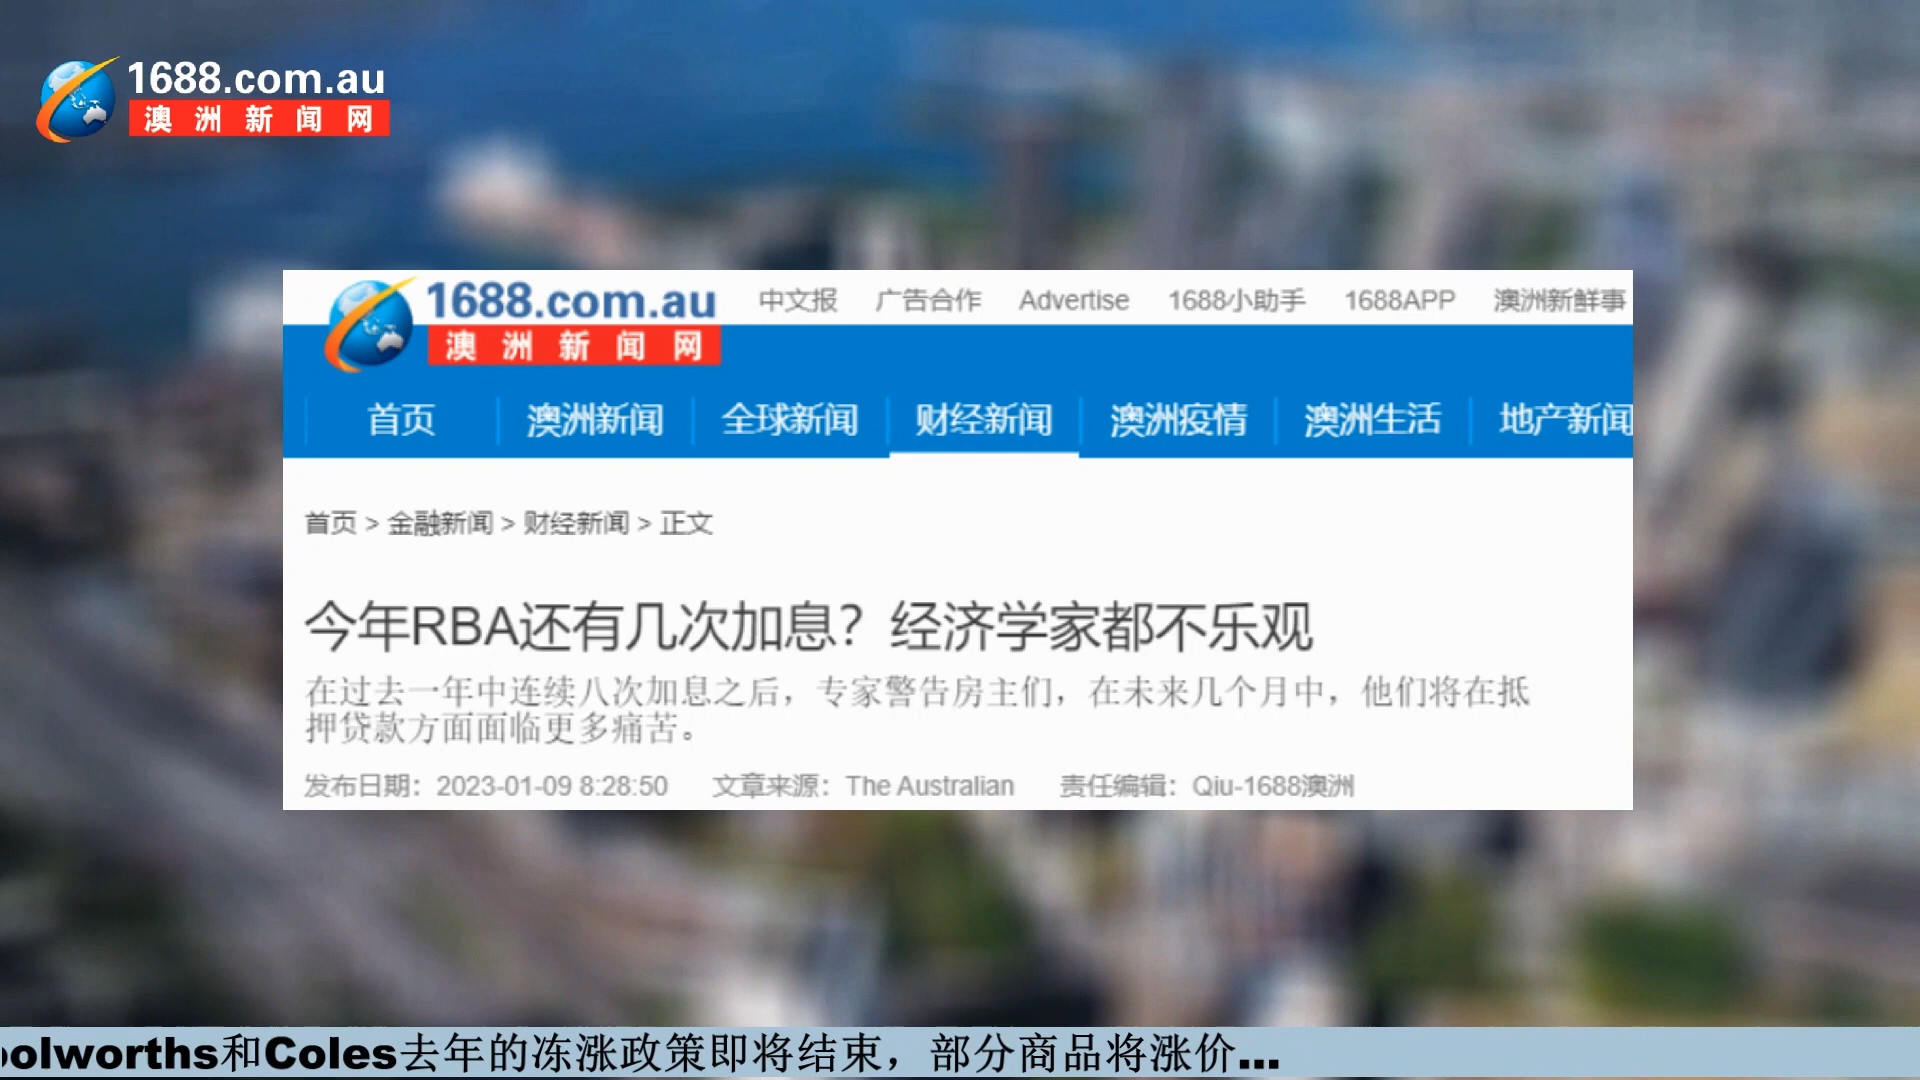 1688.com.au
澳洲新闻网
1688.com.au
中文报 广告合作 Advertise 1688小助手 1688APP 澳洲新鲜事
澳洲新闻网
首页 澳洲新闻 全球新闻 财经新闻 澳洲疫情 澳洲生活 地产新闻
首页 > 金融新闻 > 财经新闻 > 正文
今年RBA还有几次加息？经济学家都不乐观
在过去一年中连续八次加息之后，专家警告房主们，在未来几个月中，他们将在抵
押贷款方面面临更多痛苦。
发布日期：2023-01-09 8:28:50 文章来源：The Australian 责任编辑：Qiu-1688澳洲
olworths和Coles去年的冻涨政策即将结束，部分商品将涨价...